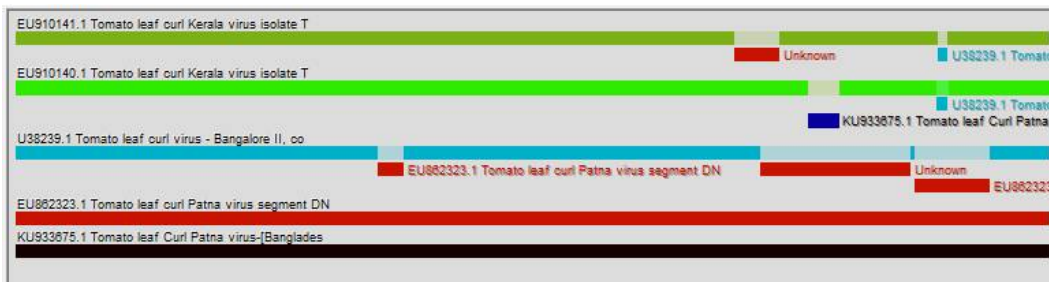 EU910141.1 Tomato leaf curl Kerala virus isolate T
Unknown
U38239.1 Tomato
EU910140.1 Tomato leaf curl Kerala virus isolate T
U38239.1 Tomato
KU933675.1 Tomato leaf Curl Patna
U38239.1 Tomato leaf curl virus - Bangalore II, co
EU862323.1 Tomato leaf curl Patna virus segment DN
Unknown
EU862323
EU862323.1 Tomato leaf curl Patna virus segment DN
KU933675.1 Tomato leaf Curl Patna virus-[Banglades